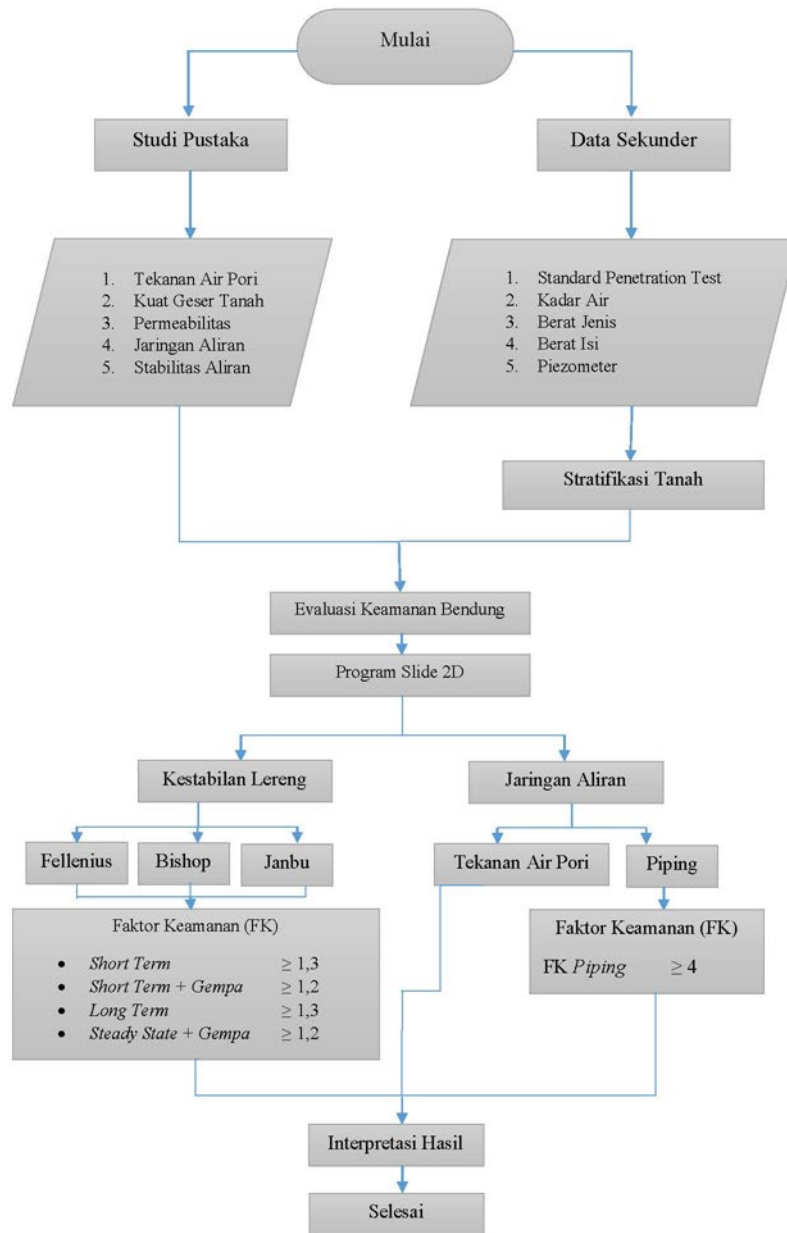 Mulai
Studi Pustaka
Data Sekunder
1. Tekanan Air Pori
2. Kuat Geser Tanah
3. Permeabilitas
4. Jaringan Aliran
5. Stabilitas Aliran
1. Standard Penetration Test
2. Kadar Air
3. Berat Jenis
4. Berat Isi
5. Piezometer
Stratifikasi Tanah
Evaluasi Keamanan Bendung
Program Slide 2D
Kestabilan Lereng
Jaringan Aliran
Fellenius
Bishop
Janbu
Tekanan Air Pori
Piping
Faktor Keamanan (FK)
• Short Term ≥ 1,3
• Short Term + Gempa ≥ 1,2
• Long Term ≥ 1,3
• Steady State + Gempa ≥ 1,2
Faktor Keamanan (FK)
FK Piping ≥ 4
Interpretasi Hasil
Selesai